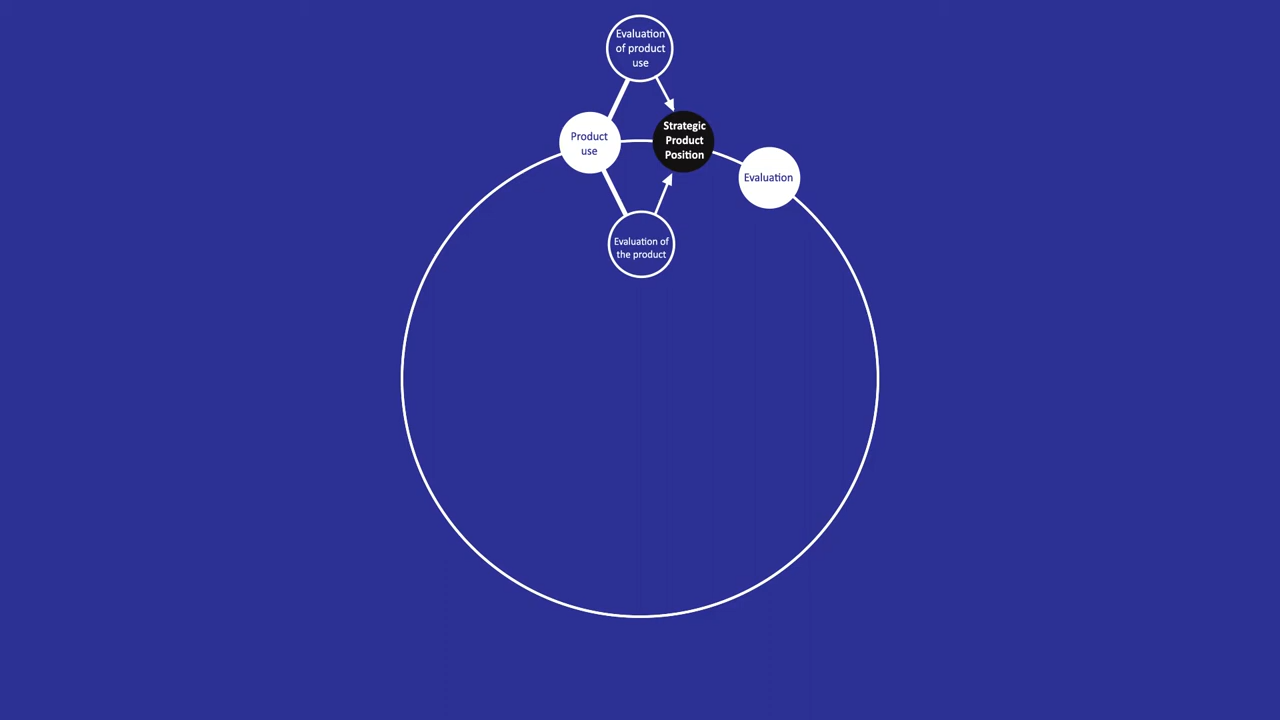 Evaluation
of product
use
Product
use
Strategic
Product
Position
Evaluation
Evaluation of
the product